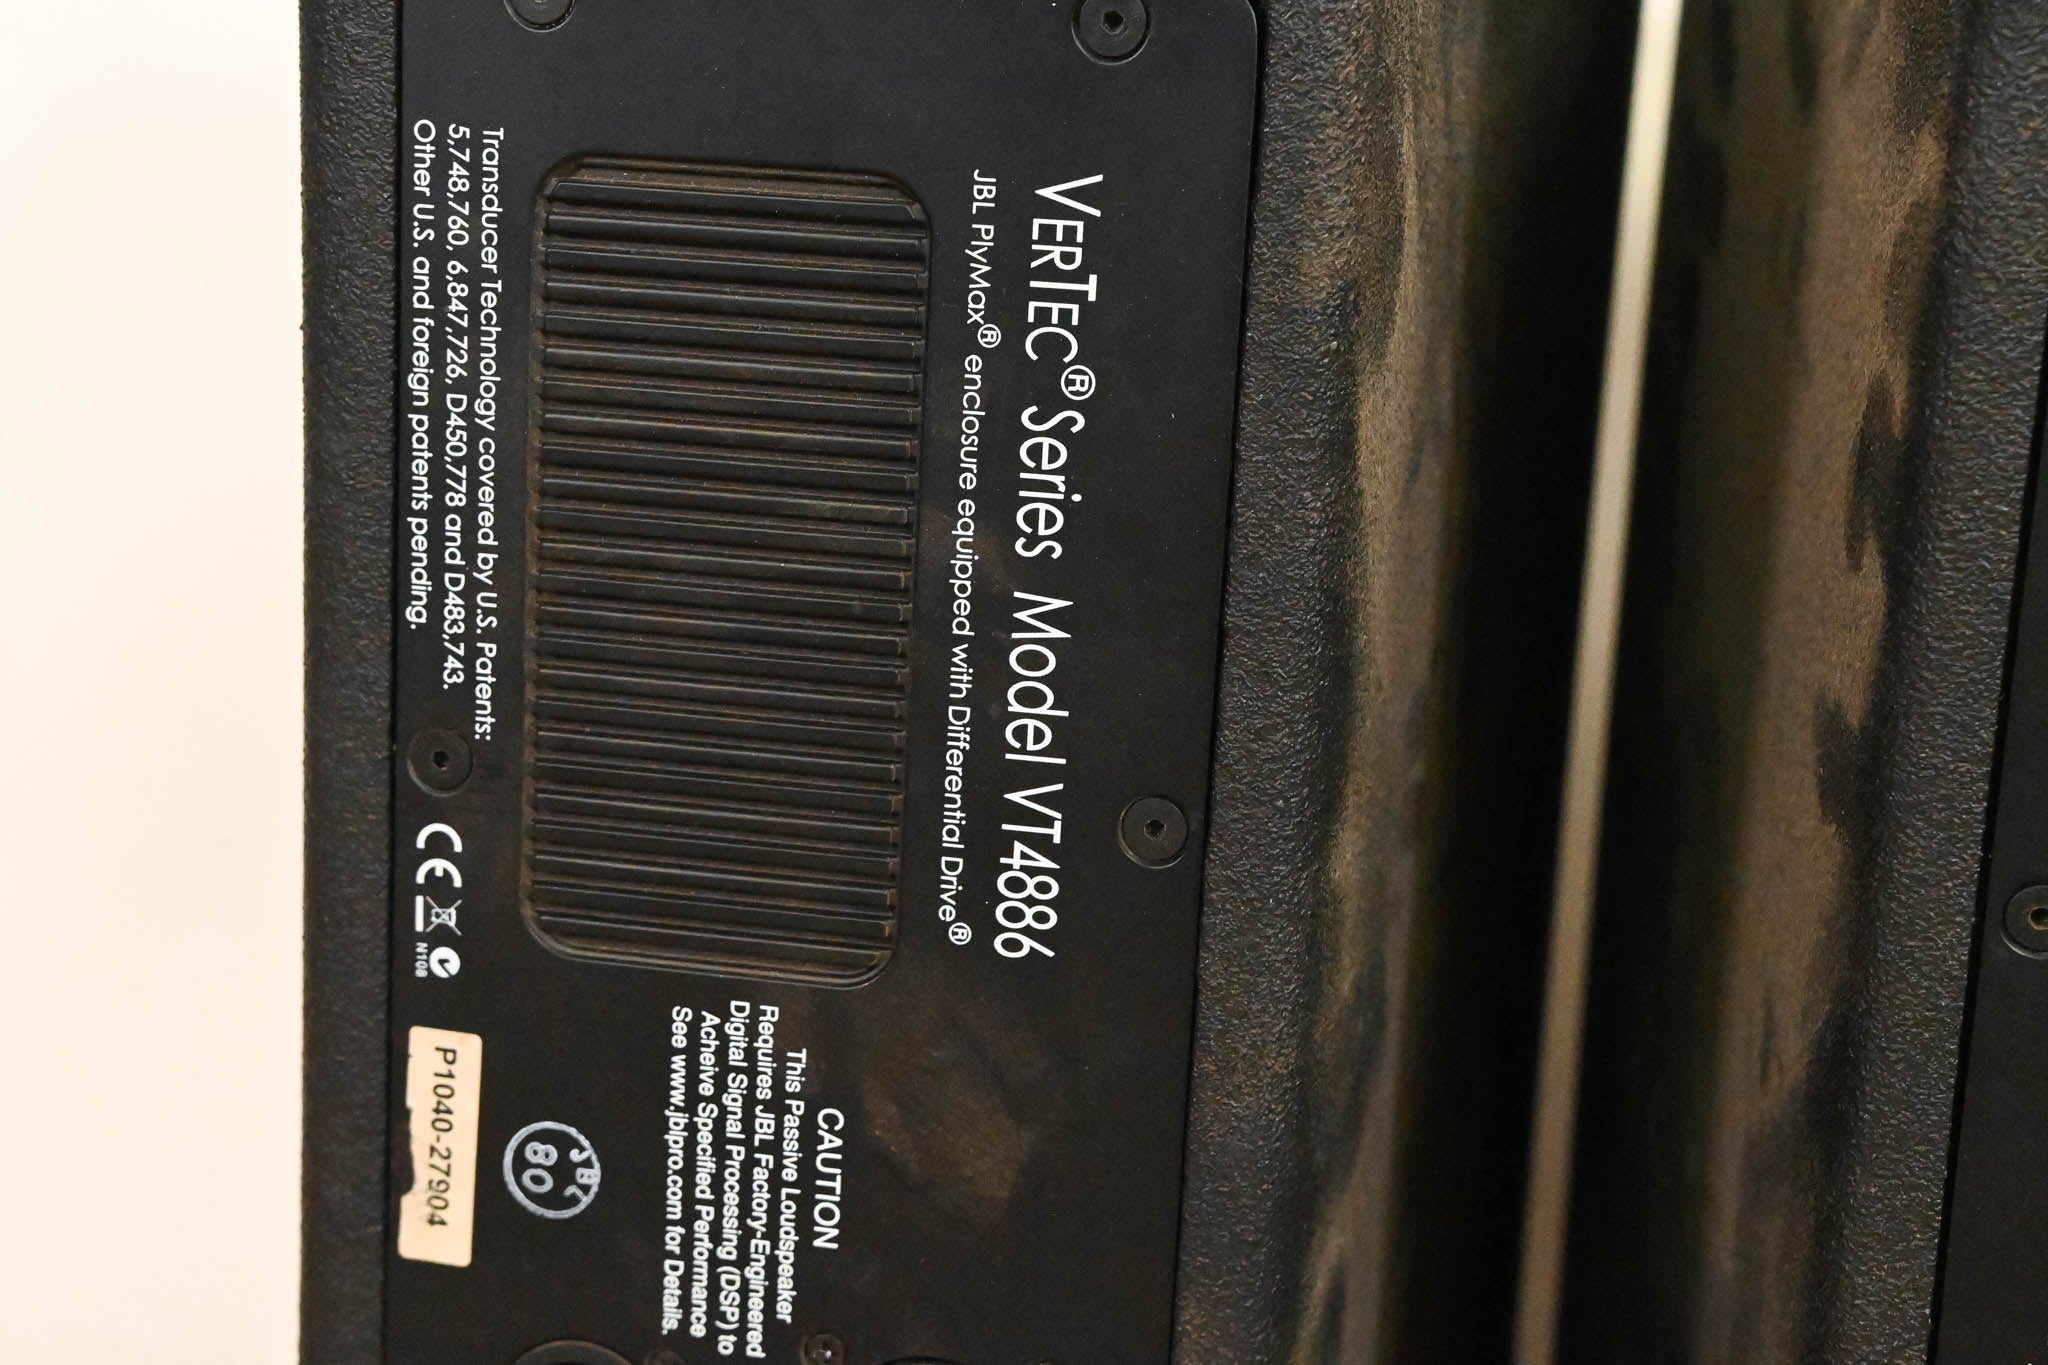 VERTEC® Series Model VT4886
JBL PlyMax® enclosure equipped with Differential Drive®
Transducer Technology covered by U.S. Patents:
5,748,760, 6,847,726, D450,778 and D483,743.
Other U.S. and foreign patents pending.
CE
N108
CAUTION
This Passive Loudspeaker
Requires JBL Factory-Engineered
Digital Signal Processing (DSP) to
Acheive Specified Performance
See www.jblpro.com for Details.
JBL
80
P1040-27904